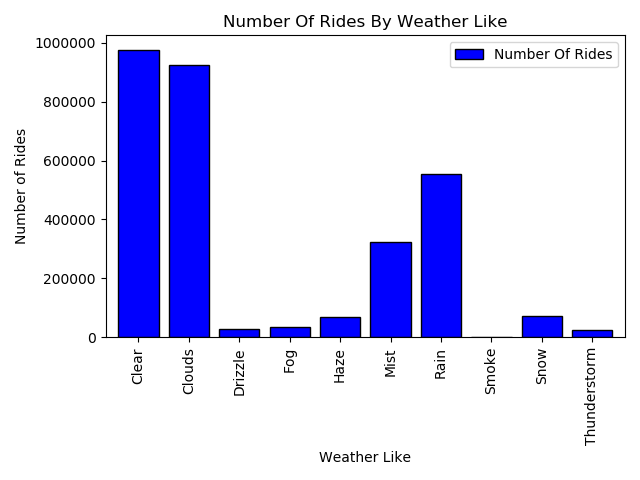 Number Of Rides By Weather Like
Number Of Rides
1000000
800000
600000
400000
200000
0
Number of Rides
Clear
Clouds
Drizzle
Fog
Haze
Mist
Rain
Smoke
Snow
Thunderstorm
Weather Like